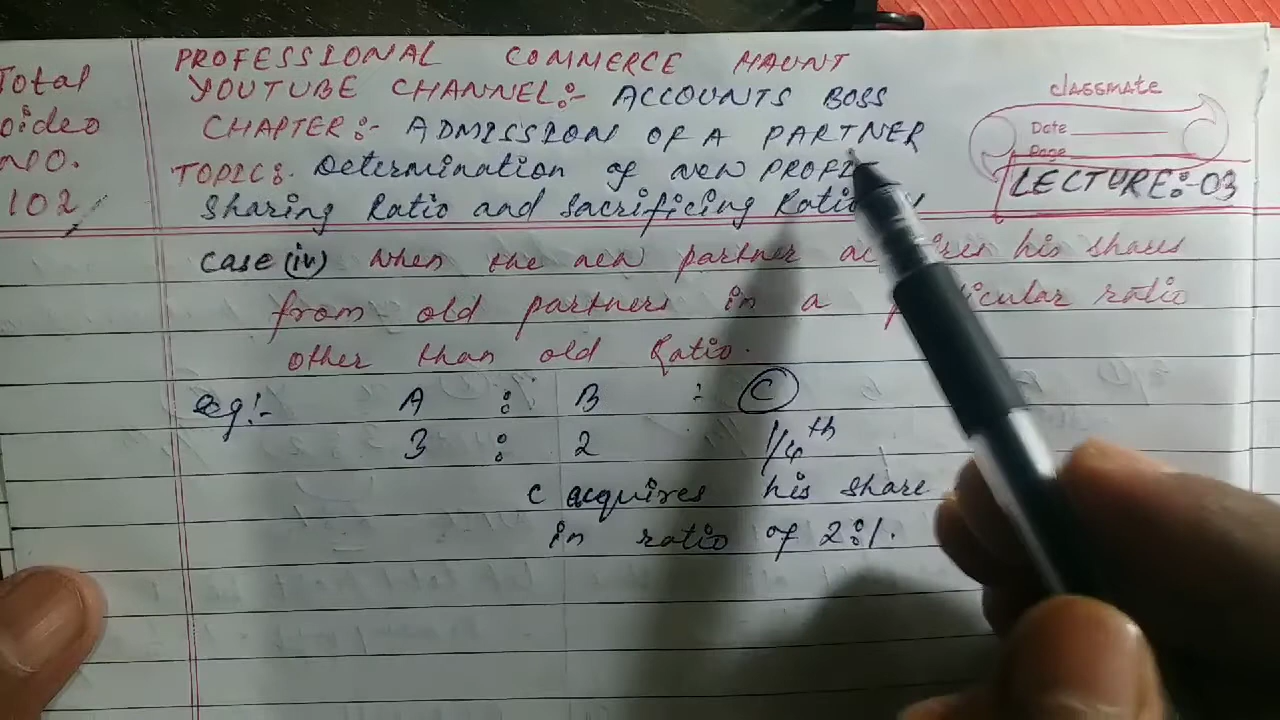 Total
video
NO.
102
PROFESSIONAL COMMERCE HAUNT
YOUTUBE CHANNEL:- ACCOUNTS BOSS
CHAPTER:- ADMISSION OF A PARTNER
TOPIC: Determination of new PROFI
Sharing Ratio and Sacrificing Ratio
classmate
Date
Page
LECTURE:-03
Case (iv) When the new partner his shares
from old partners in a ratio
other than old Ratio.
eg:- A : B : C
3 : 2 1/4th
C acquires his share
in ratio of 2:1.